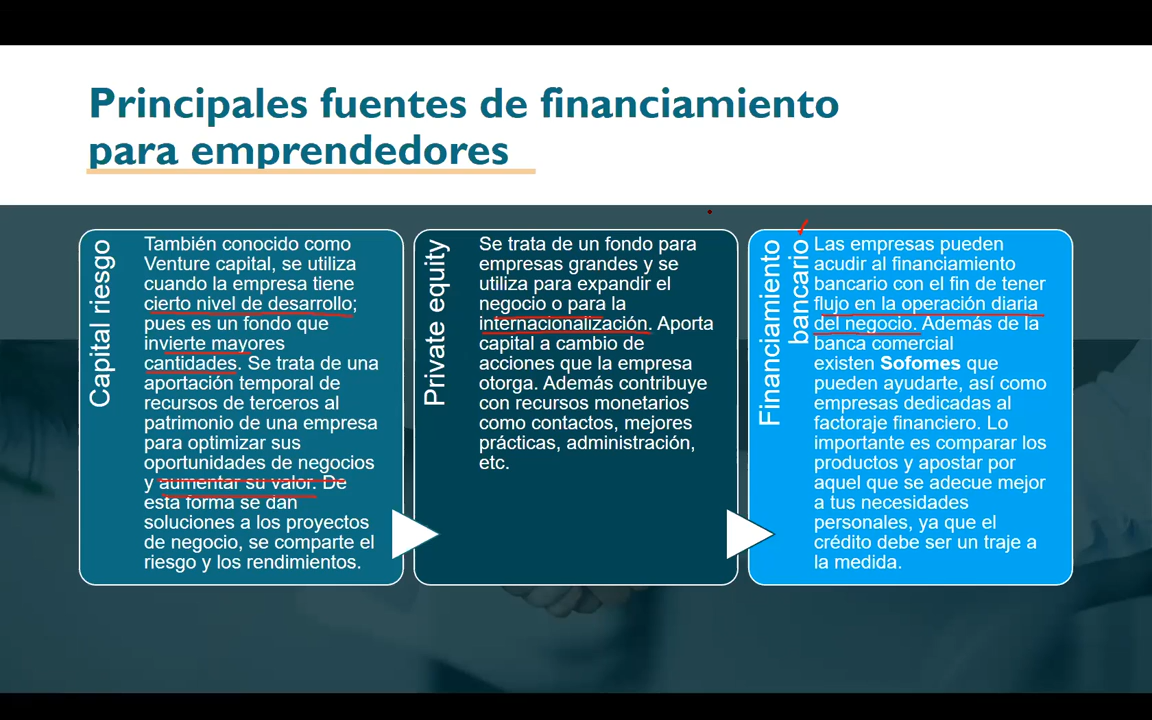 Principales fuentes de financiamiento
para emprendedores
Capital riesgo
También conocido como
Venture capital, se utiliza
cuando la empresa tiene
cierto nivel de desarrollo;
pues es un fondo que
invierte mayores
cantidades. Se trata de una
aportación temporal de
recursos de terceros al
patrimonio de una empresa
para optimizar sus
oportunidades de negocios
y aumentar su valor. De
esta forma se dan
soluciones a los proyectos
de negocio, se comparte el
riesgo y los rendimientos.
Private equity
Se trata de un fondo para
empresas grandes y se
utiliza para expandir el
negocio o para la
internacionalización. Aporta
capital a cambio de
acciones que la empresa
otorga. Además contribuye
con recursos monetarios
como contactos, mejores
prácticas, administración,
etc.
Financiamiento
bancario
Las empresas pueden
acudir al financiamiento
bancario con el fin de tener
flujo en la operación diaria
del negocio. Además de la
banca comercial
existen Sofomes que
pueden ayudarte, así como
empresas dedicadas al
factoraje financiero. Lo
importante es comparar los
productos y apostar por
aquel que se adecue mejor
a tus necesidades
personales, ya que el
crédito debe ser un traje a
la medida.